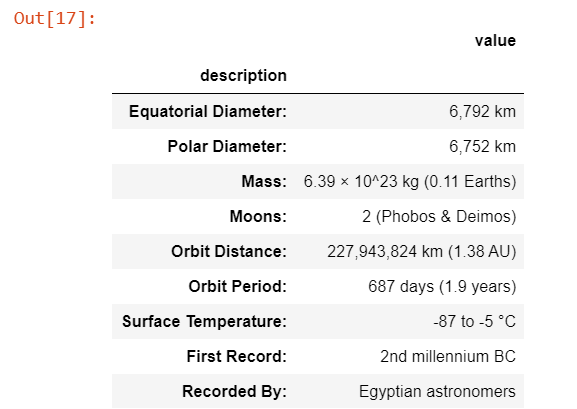 Out[17]:
value
description
Equatorial Diameter: 6,792 km
Polar Diameter: 6,752 km
Mass: 6.39 × 10^23 kg (0.11 Earths)
Moons: 2 (Phobos & Deimos)
Orbit Distance: 227,943,824 km (1.38 AU)
Orbit Period: 687 days (1.9 years)
Surface Temperature: -87 to -5 °C
First Record: 2nd millennium BC
Recorded By: Egyptian astronomers